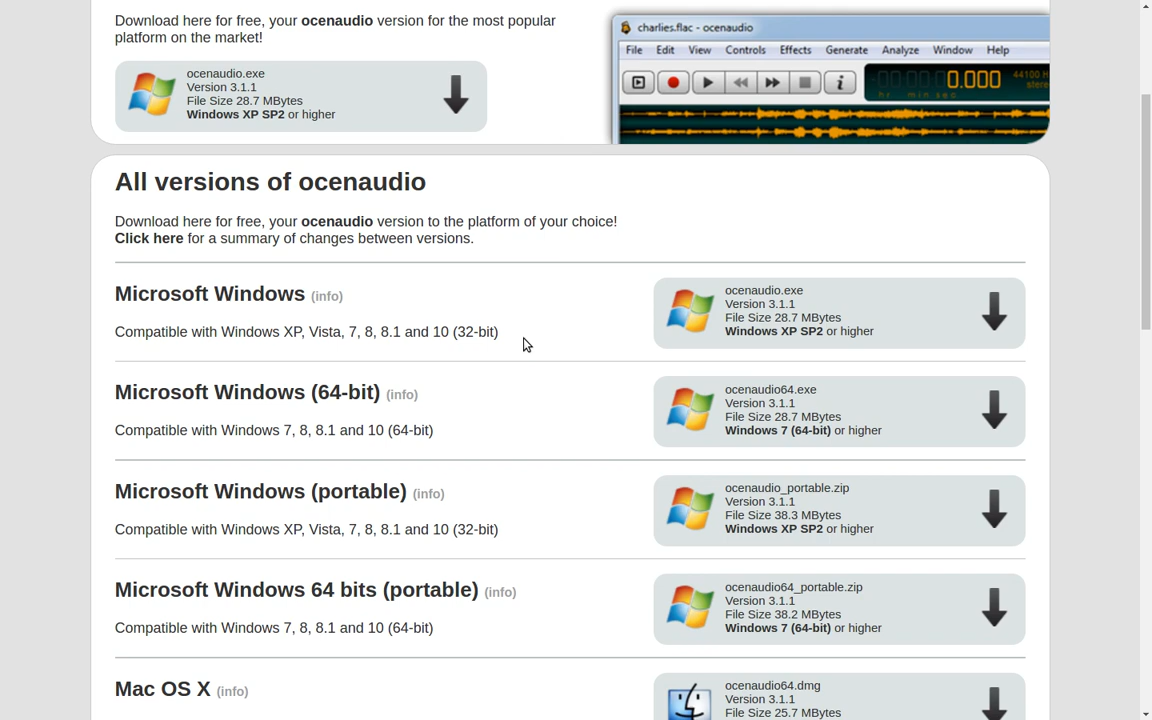 Download here for free, your ocenaudio version for the most popular
platform on the market!
ocenaudio.exe
Version 3.1.1
File Size 28.7 MBytes
Windows XP SP2 or higher
charlies.flac - ocenaudio
File Edit View Controls Effects Generate Analyze Window Help
0.000
44100 H
stere
hr min sec
All versions of ocenaudio
Download here for free, your ocenaudio version to the platform of your choice!
Click here for a summary of changes between versions.
Microsoft Windows (info)
Compatible with Windows XP, Vista, 7, 8, 8.1 and 10 (32-bit)
ocenaudio.exe
Version 3.1.1
File Size 28.7 MBytes
Windows XP SP2 or higher
Microsoft Windows (64-bit) (info)
Compatible with Windows 7, 8, 8.1 and 10 (64-bit)
ocenaudio64.exe
Version 3.1.1
File Size 28.7 MBytes
Windows 7 (64-bit) or higher
Microsoft Windows (portable) (info)
Compatible with Windows XP, Vista, 7, 8, 8.1 and 10 (32-bit)
ocenaudio_portable.zip
Version 3.1.1
File Size 38.3 MBytes
Windows XP SP2 or higher
Microsoft Windows 64 bits (portable) (info)
Compatible with Windows 7, 8, 8.1 and 10 (64-bit)
ocenaudio64_portable.zip
Version 3.1.1
File Size 38.2 MBytes
Windows 7 (64-bit) or higher
Mac OS X (info)
ocenaudio64.dmg
Version 3.1.1
File Size 25.7 MBytes